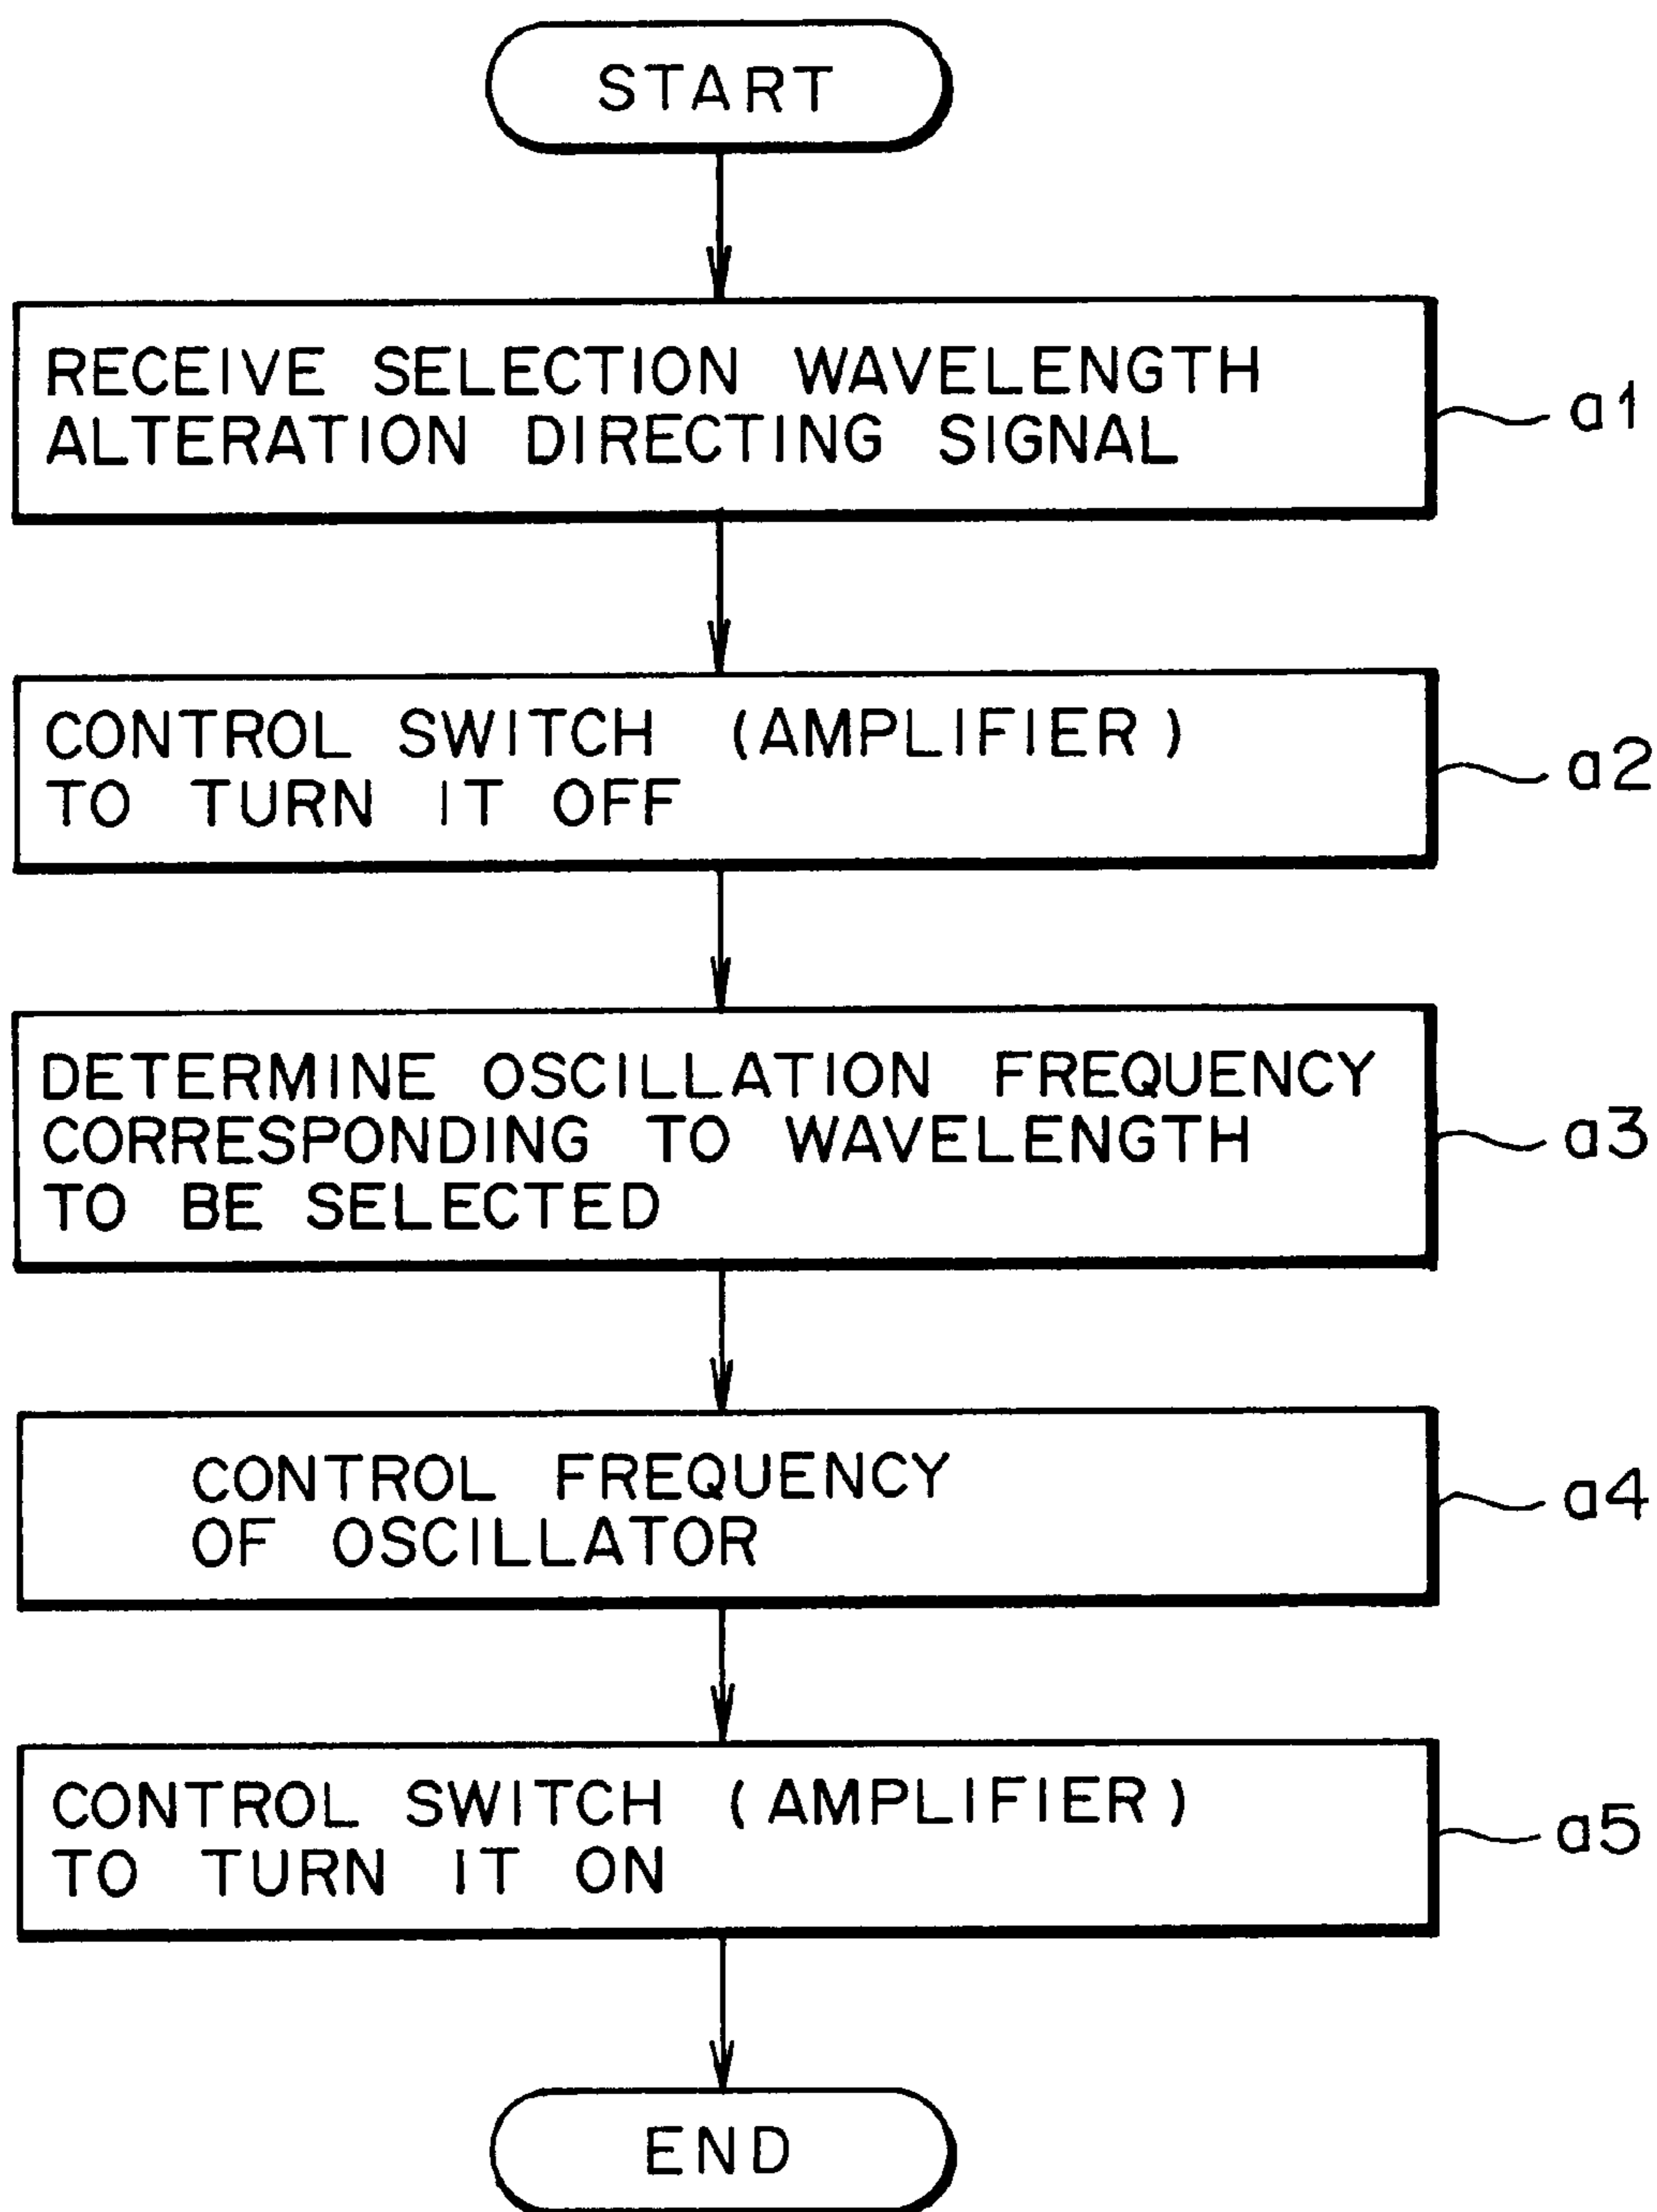 START
RECEIVE SELECTION WAVELENGTH
ALTERATION DIRECTING SIGNAL
a1
CONTROL SWITCH (AMPLIFIER)
TO TURN IT OFF
a2
DETERMINE OSCILLATION FREQUENCY
CORRESPONDING TO WAVELENGTH
TO BE SELECTED
a3
CONTROL FREQUENCY
OF OSCILLATOR
a4
CONTROL SWITCH (AMPLIFIER)
TO TURN IT ON
a5
END